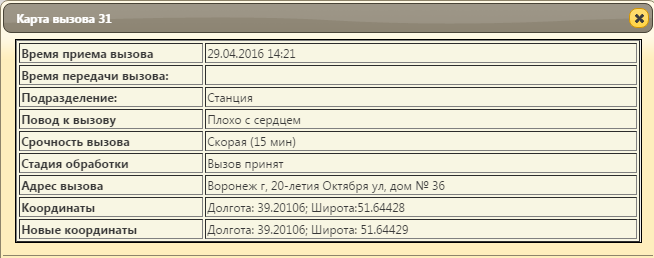 Карта вызова 31
Время приема вызова 29.04.2016 14:21
Время передачи вызова:
Подразделение: Станция
Повод к вызову Плохо с сердцем
Срочность вызова Скорая (15 мин)
Стадия обработки Вызов принят
Адрес вызова Воронеж г, 20-летия Октября ул, дом № 36
Координаты Долгота: 39.20106; Широта:51.64428
Новые координаты Долгота: 39.20106; Широта: 51.64429